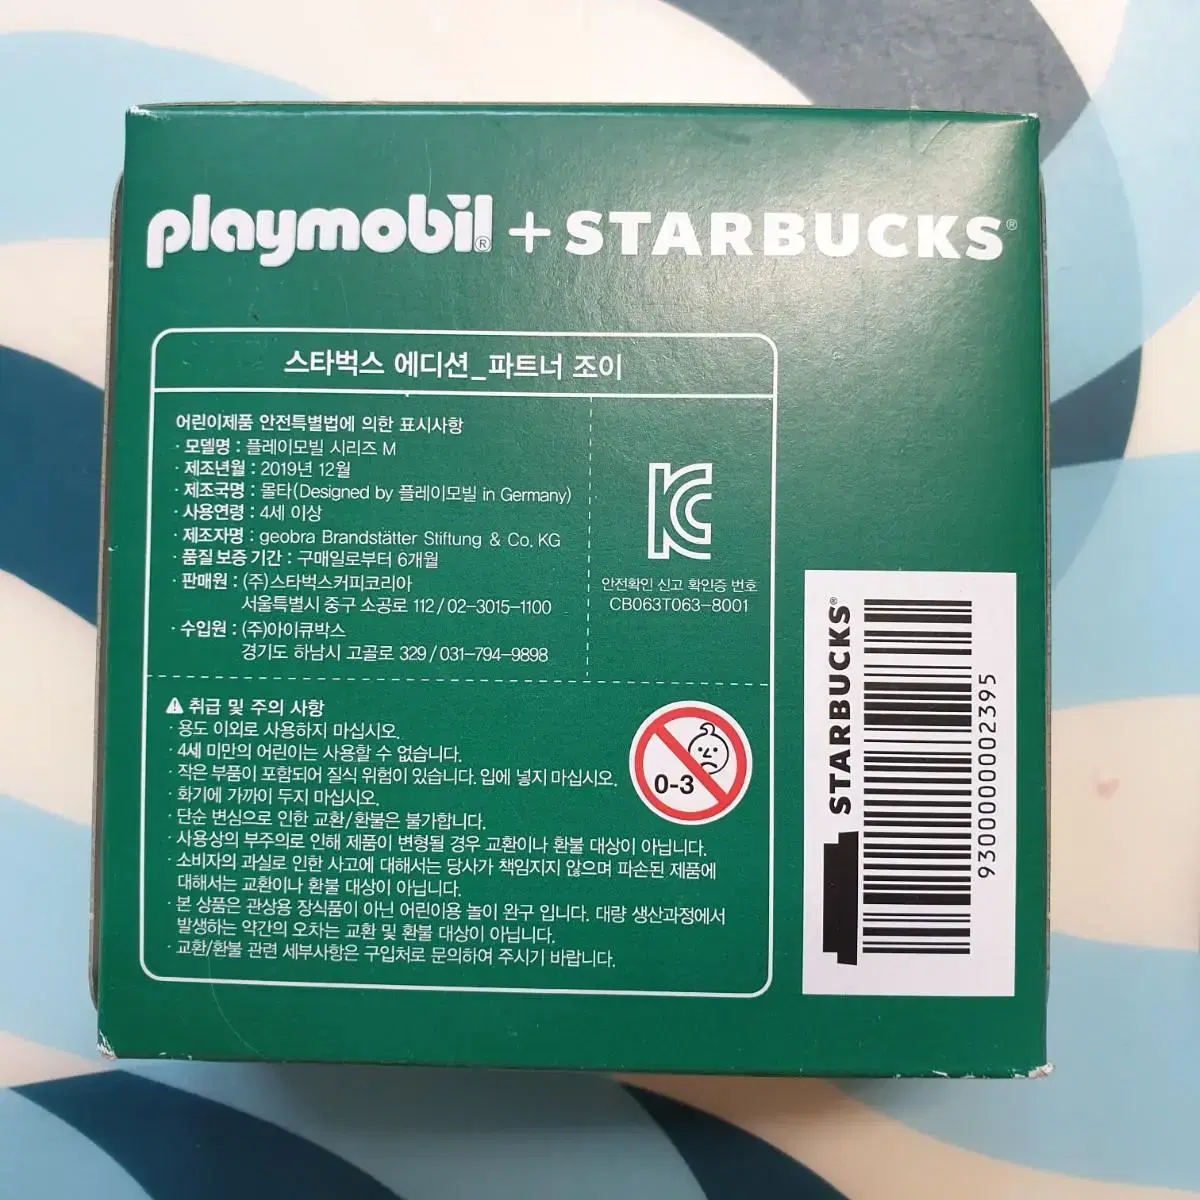 playmobil® + STARBUCKS®
스타벅스 에디션_파트너 조이
어린이제품 안전특별법에 의한 표시사항
· 모델명 : 플레이모빌 시리즈 M
· 제조년월 : 2019년 12월
· 제조국명 : 몰타(Designed by 플레이모빌 in Germany)
· 사용연령 : 4세 이상
· 제조자명 : geobra Brandstätter Stiftung & Co. KG
· 품질 보증 기간 : 구매일로부터 6개월
· 판매원 : (주)스타벅스커피코리아
서울특별시 중구 소공로 112 / 02-3015-1100
· 수입원 : (주)아이큐박스
경기도 하남시 고골로 329 / 031-794-9898
KC
안전확인 신고 확인증 번호
CB063T063-8001
⚠ 취급 및 주의 사항
· 용도 이외로 사용하지 마십시오.
· 4세 미만의 어린이는 사용할 수 없습니다.
· 작은 부품이 포함되어 질식 위험이 있습니다. 입에 넣지 마십시오.
· 화기에 가까이 두지 마십시오.
· 단순 변심으로 인한 교환/환불은 불가합니다.
· 사용상의 부주의로 인해 제품이 변형될 경우 교환이나 환불 대상이 아닙니다.
· 소비자의 과실로 인한 사고에 대해서는 당사가 책임지지 않으며 파손된 제품에
대해서는 교환이나 환불 대상이 아닙니다.
· 본 상품은 관상용 장식품이 아닌 어린이용 놀이 완구 입니다. 대량 생산과정에서
발생하는 약간의 오차는 교환 및 환불 대상이 아닙니다.
· 교환/환불 관련 세부사항은 구입처로 문의하여 주시기 바랍니다.
0-3
STARBUCKS®
9300000002395